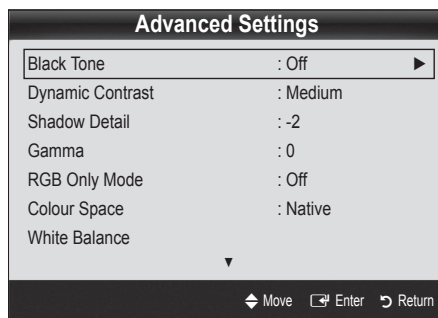 Advanced Settings
Black Tone : Off ▶
Dynamic Contrast : Medium
Shadow Detail : -2
Gamma : 0
RGB Only Mode : Off
Colour Space : Native
White Balance
▼
Move Enter Return